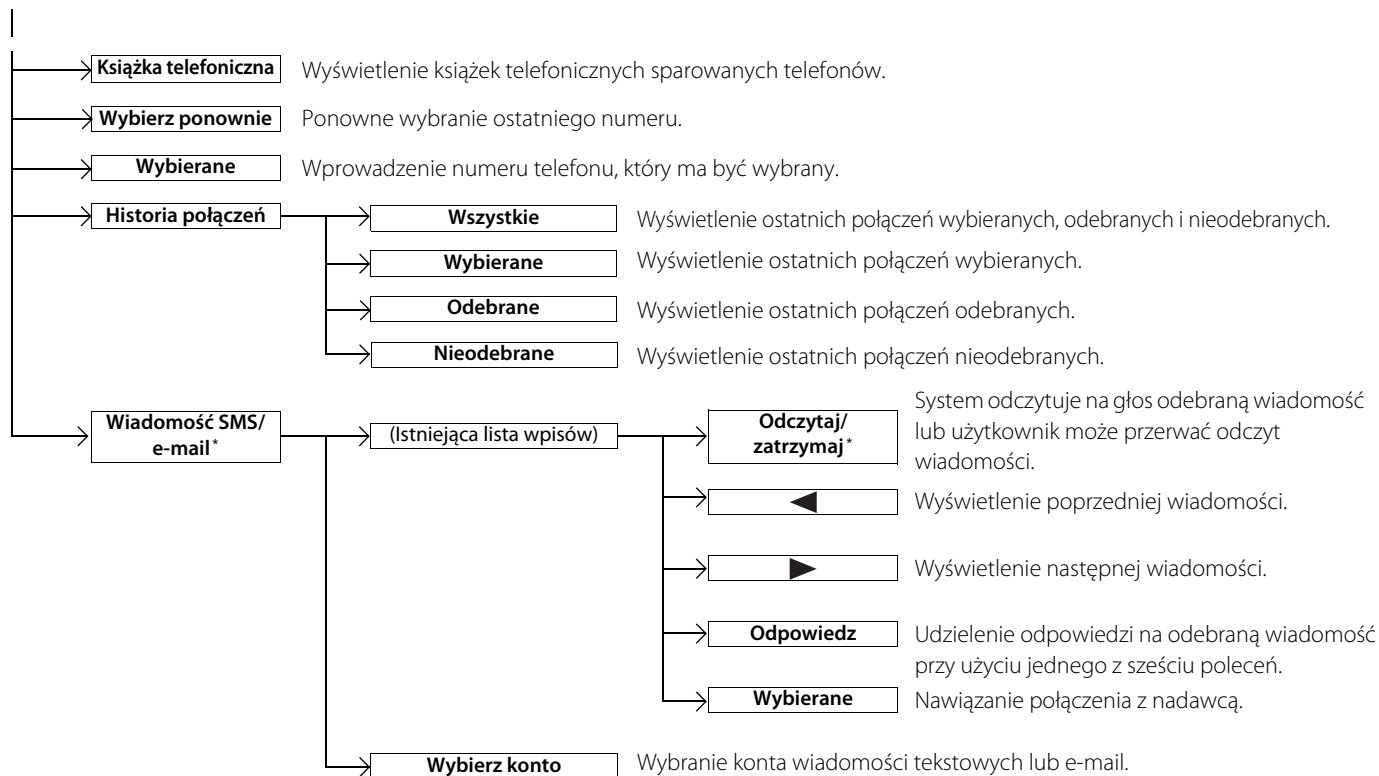 Książka telefoniczna Wyświetlenie książek telefonicznych sparowanych telefonów.
Wybierz ponownie Ponowne wybranie ostatniego numeru.
Wybierane Wprowadzenie numeru telefonu, który ma być wybrany.
Historia połączeń Wszystkie Wyświetlenie ostatnich połączeń wybieranych, odebranych i nieodebranych.
Wybierane Wyświetlenie ostatnich połączeń wybieranych.
Odebrane Wyświetlenie ostatnich połączeń odebranych.
Nieodebrane Wyświetlenie ostatnich połączeń nieodebranych.
Wiadomość SMS/
e-mail*
(Istniejąca lista wpisów)
Odczytaj/
zatrzymaj*
System odczytuje na głos odebraną wiadomość
lub użytkownik może przerwać odczyt
wiadomości.
◀ Wyświetlenie poprzedniej wiadomości.
▶ Wyświetlenie następnej wiadomości.
Odpowiedz Udzielenie odpowiedzi na odebraną wiadomość
przy użyciu jednego z sześciu poleceń.
Wybierane Nawiązanie połączenia z nadawcą.
Wybierz konto Wybranie konta wiadomości tekstowych lub e-mail.